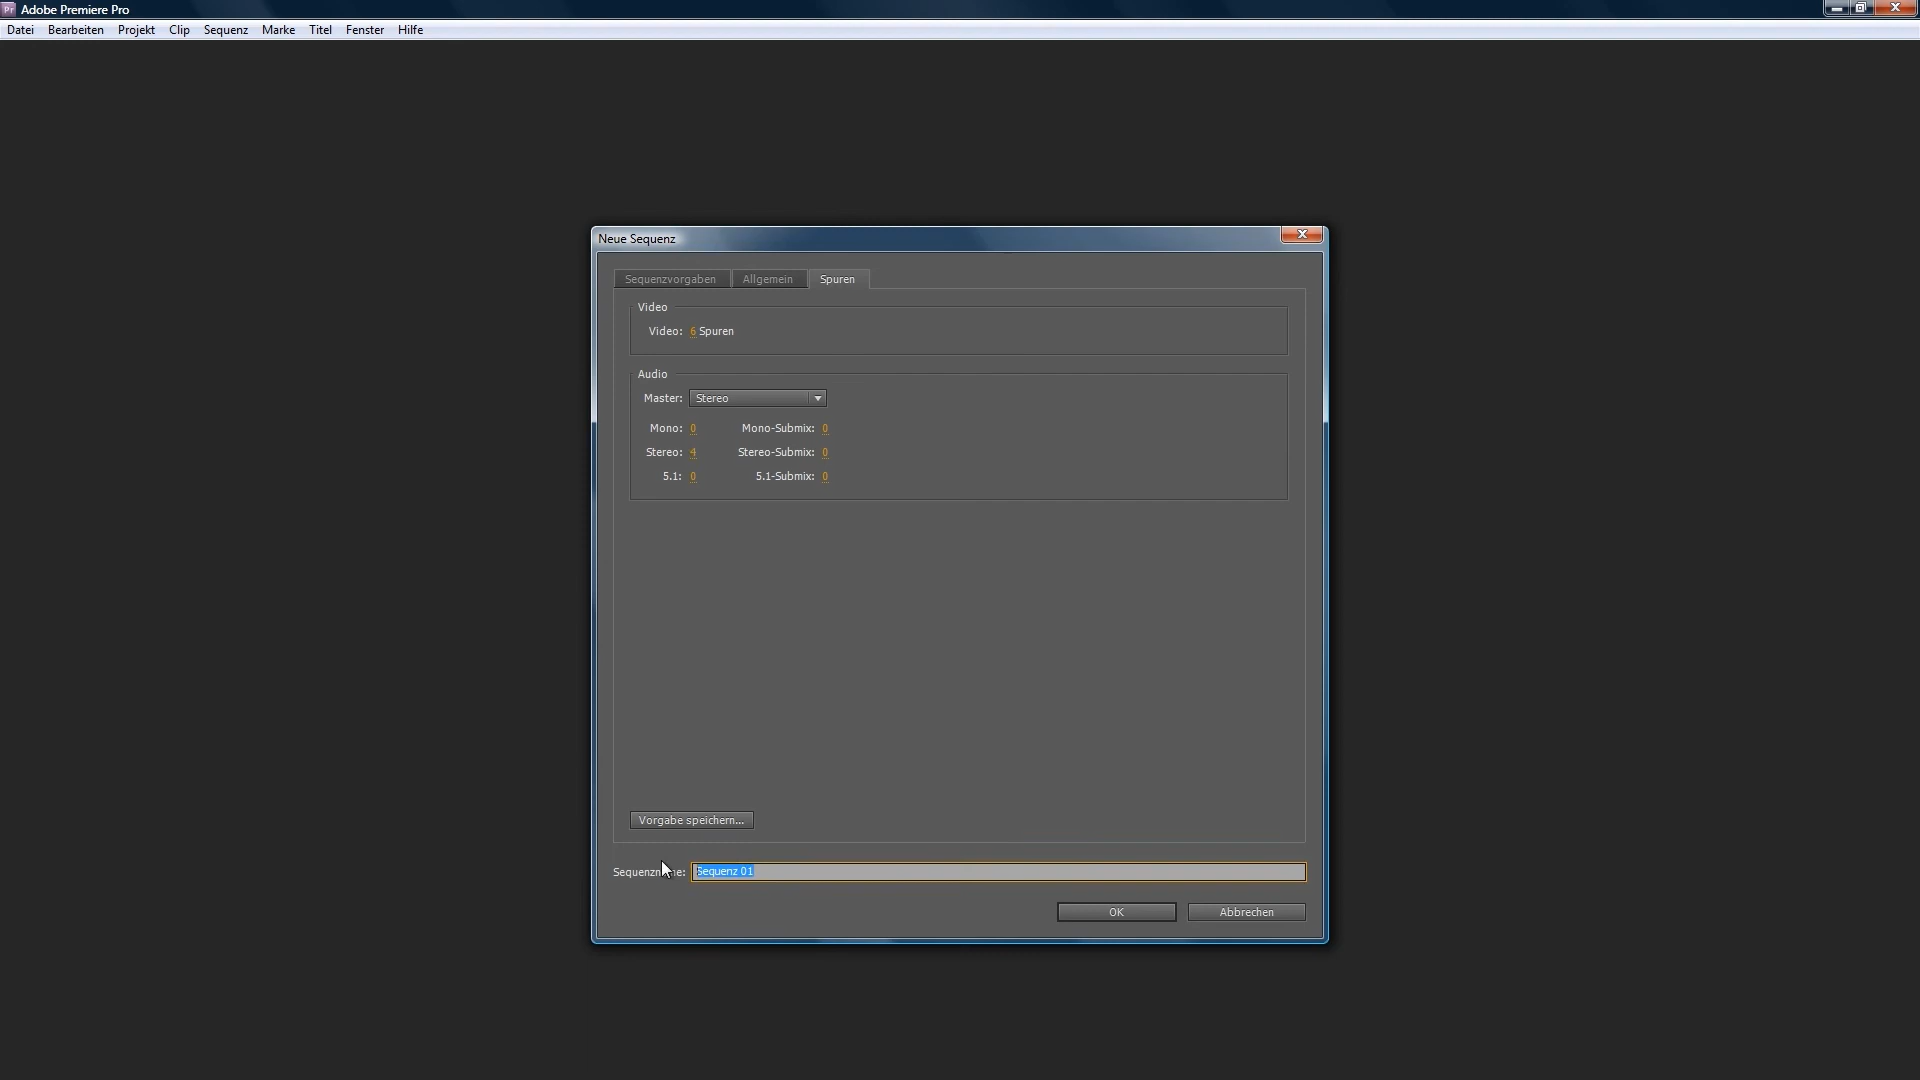 Pr Adobe Premiere Pro
Datei Bearbeiten Projekt Clip Sequenz Marke Titel Fenster Hilfe
Neue Sequenz
Sequenzvorgaben Allgemein Spuren
Video
Video: 6 Spuren
Audio
Master: Stereo
Mono: 0 Mono-Submix: 0
Stereo: 4 Stereo-Submix: 0
5.1: 0 5.1-Submix: 0
Vorgabe speichern...
Sequenz 01
OK Abbrechen